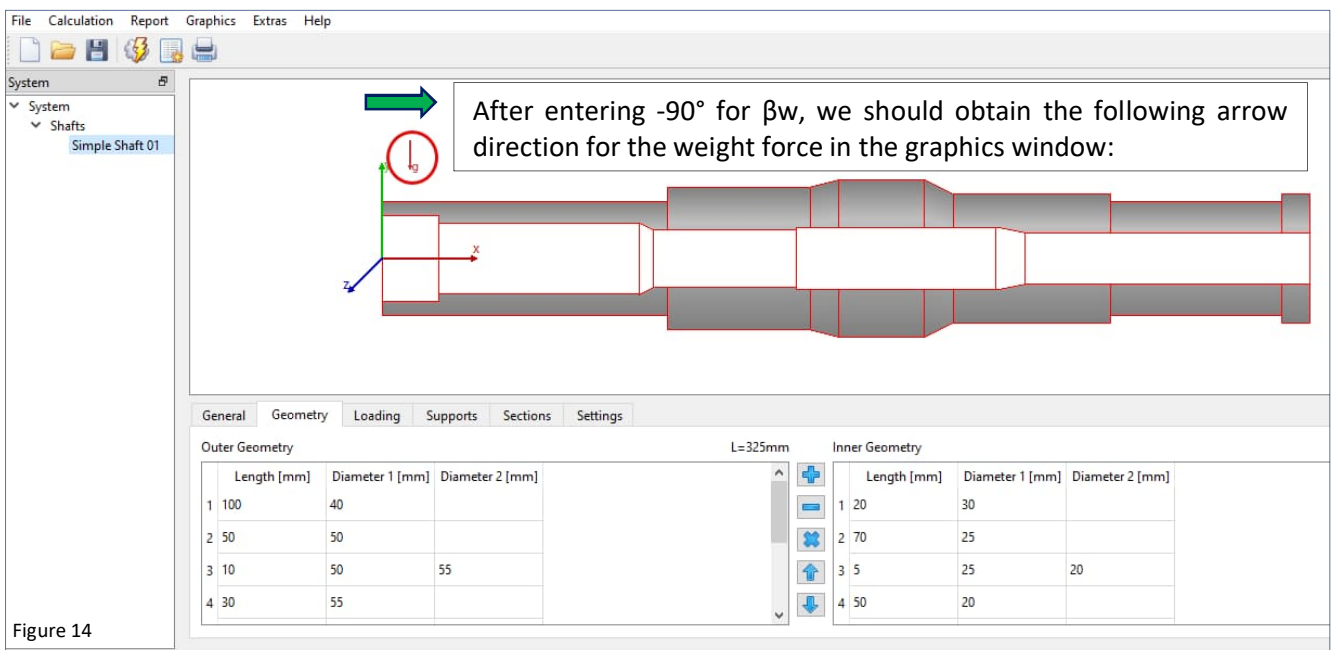 File Calculation Report Graphics Extras Help
System
System
Shafts
Simple Shaft 01
After entering -90° for βw, we should obtain the following arrow
direction for the weight force in the graphics window:
g
y
x
z
General Geometry Loading Supports Sections Settings
Outer Geometry L=325mm Inner Geometry
Length [mm] Diameter 1 [mm] Diameter 2 [mm] Length [mm] Diameter 1 [mm] Diameter 2 [mm]
1 100 40 1 20 30
2 50 50 2 70 25
3 10 50 55 3 5 25 20
4 30 55 4 50 20
Figure 14